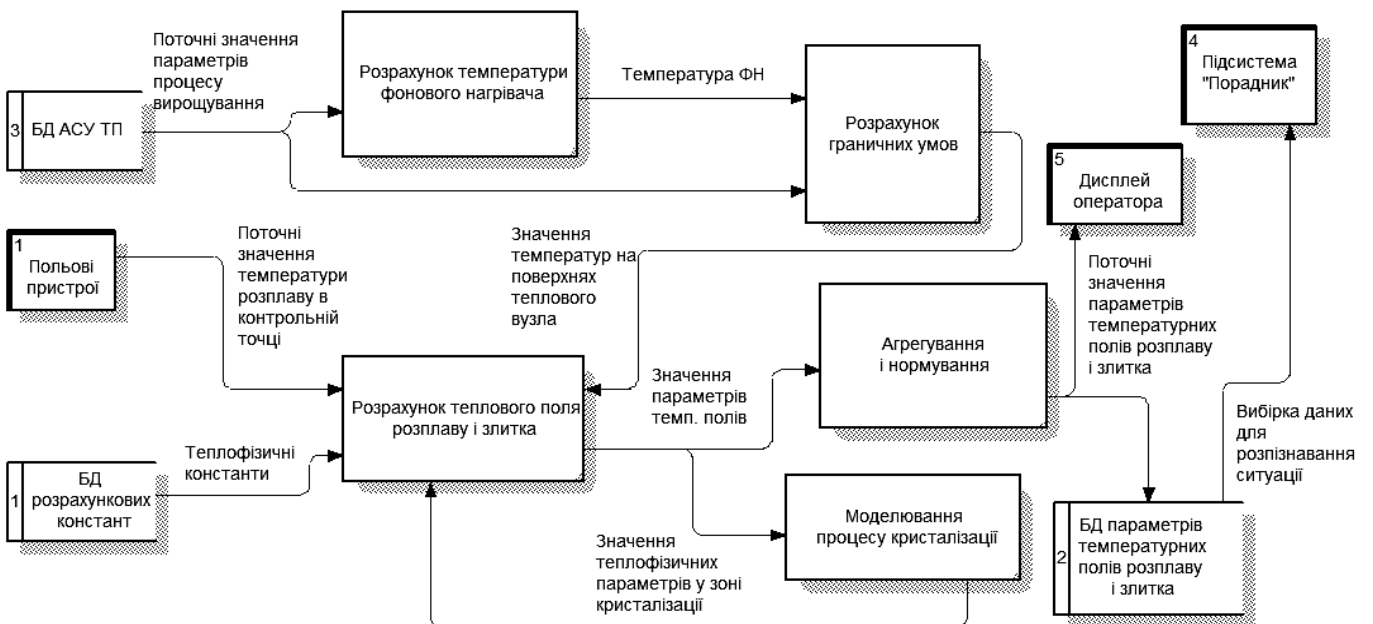 Поточні значення
параметрів
процесу
вирощування
3
БД АСУ ТП
Розрахунок температури
фонового нагрівача
Температура ФН
Розрахунок
граничних умов
4
Підсистема
"Порадник"
5
Дисплей
оператора
1
Польові
пристрої
Поточні
значення
температури
розплаву в
контрольній
точці
Значення
температур на
поверхнях
теплового
вузла
Поточні
значення
параметрів
температурних
полів розплаву
і злитка
Агрегування
і нормування
Розрахунок теплового поля
розплаву і злитка
Значення
параметрів
темп. полів
Вибірка даних
для
розпізнавання
ситуації
Теплофізичні
константи
1
БД
розрахункових
констант
Моделювання
процесу кристалізації
Значення
теплофізичних
параметрів у зоні
кристалізації
2
БД параметрів
температурних
полів розплаву
і злитка